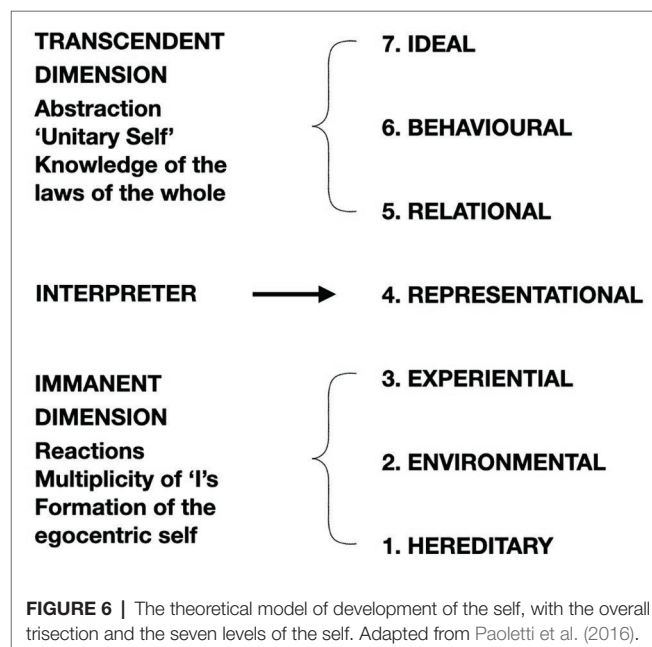 TRANSCENDENT
DIMENSION
Abstraction
‘Unitary Self’
Knowledge of the
laws of the whole
7. IDEAL
6. BEHAVIOURAL
5. RELATIONAL
INTERPRETER
4. REPRESENTATIONAL
IMMANENT
DIMENSION
Reactions
Multiplicity of ‘I’s
Formation of the
egocentric self
3. EXPERIENTIAL
2. ENVIRONMENTAL
1. HEREDITARY
FIGURE 6 | The theoretical model of development of the self, with the overall
trisection and the seven levels of the self. Adapted from Paoletti et al. (2016).